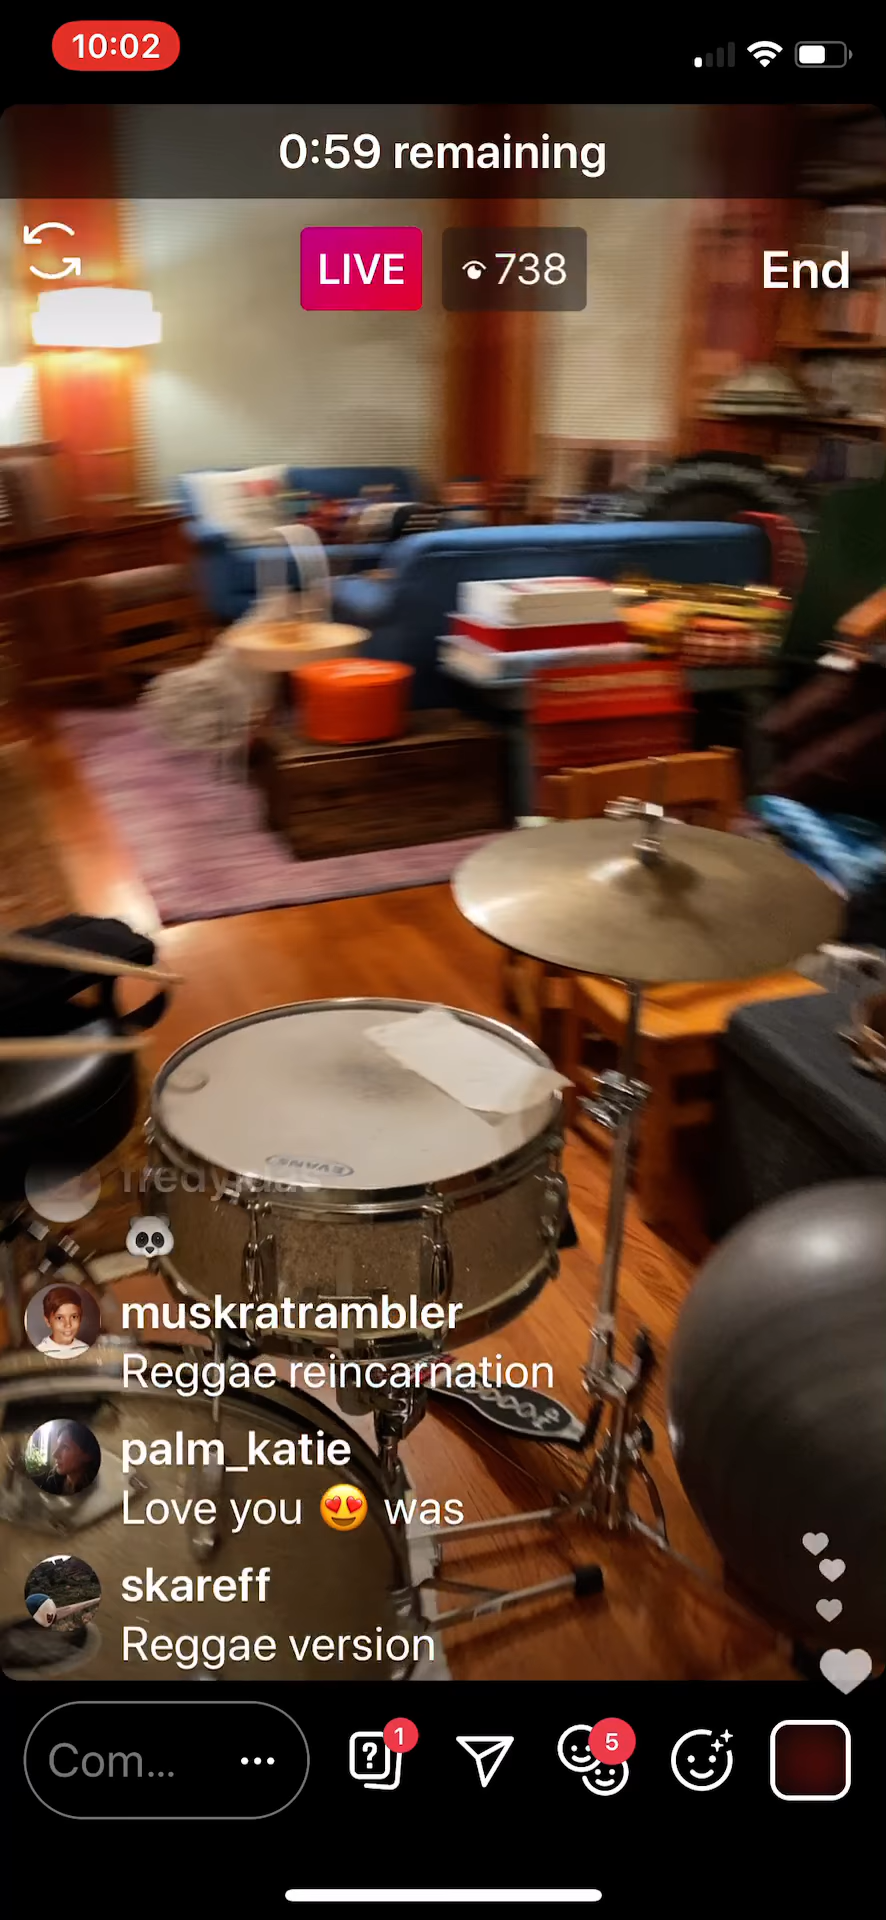 10:02
0:59 remaining
LIVE
738
End
EVANS
muskratrambler
Reggae reincarnation
palm_katie
Love you 😍 was
skareff
Reggae version
Com...
1
5